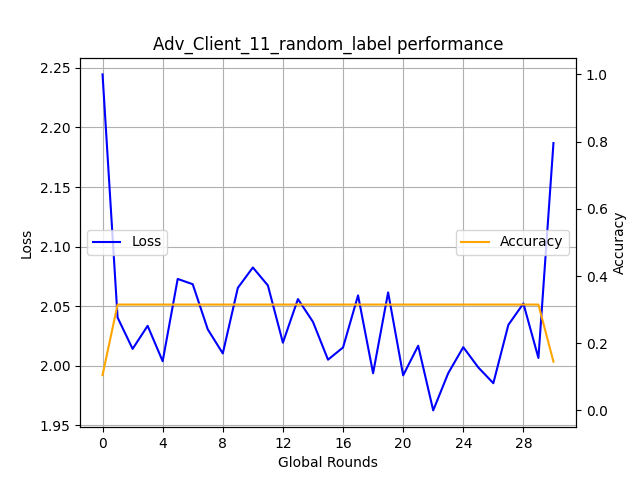 Adv_Client_11_random_label performance
2.25
2.20
2.15
2.10
2.05
2.00
1.95
Loss
Loss
Accuracy
1.0
0.8
0.6
0.4
0.2
0.0
Accuracy
0 4 8 12 16 20 24 28
Global Rounds